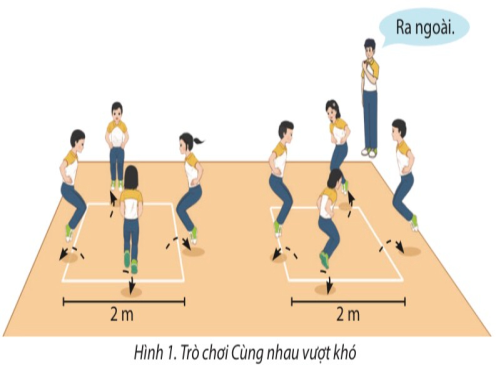 Ra ngoài.
2 m
2 m
Hình 1. Trò chơi Cùng nhau vượt khó